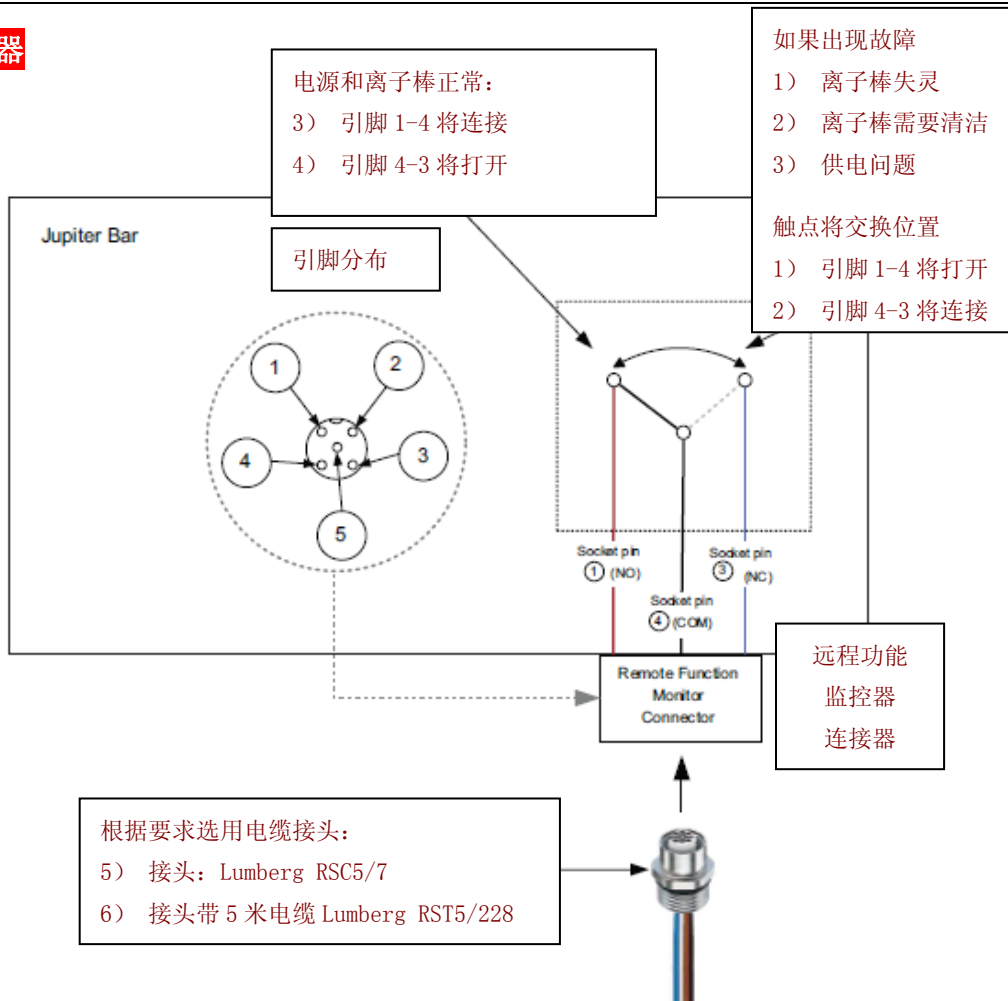 器
电源和离子棒正常：
3） 引脚 1-4 将连接
4） 引脚 4-3 将打开
如果出现故障
1） 离子棒失灵
2） 离子棒需要清洁
3） 供电问题
触点将交换位置
1） 引脚 1-4 将打开
2） 引脚 4-3 将连接
Jupiter Bar
引脚分布
1
2
4
3
5
Socket pin
① (NO)
Socket pin
③ (NC)
Socket pin
④ (COM)
Remote Function
Monitor
Connector
远程功能
监控器
连接器
根据要求选用电缆接头：
5） 接头：Lumberg RSC5/7
6） 接头带 5 米电缆 Lumberg RST5/228